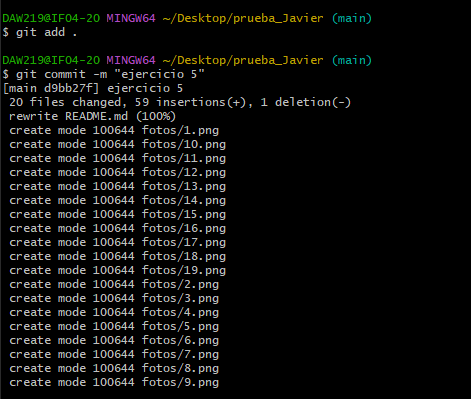 DAW219@IF04-20 MINGW64 ~/Desktop/prueba_Javier (main)
$ git add .
DAW219@IF04-20 MINGW64 ~/Desktop/prueba_Javier (main)
$ git commit -m "ejercicio 5"
[main d9bb27f] ejercicio 5
 20 files changed, 59 insertions(+), 1 deletion(-)
 rewrite README.md (100%)
 create mode 100644 fotos/1.png
 create mode 100644 fotos/10.png
 create mode 100644 fotos/11.png
 create mode 100644 fotos/12.png
 create mode 100644 fotos/13.png
 create mode 100644 fotos/14.png
 create mode 100644 fotos/15.png
 create mode 100644 fotos/16.png
 create mode 100644 fotos/17.png
 create mode 100644 fotos/18.png
 create mode 100644 fotos/19.png
 create mode 100644 fotos/2.png
 create mode 100644 fotos/3.png
 create mode 100644 fotos/4.png
 create mode 100644 fotos/5.png
 create mode 100644 fotos/6.png
 create mode 100644 fotos/7.png
 create mode 100644 fotos/8.png
 create mode 100644 fotos/9.png